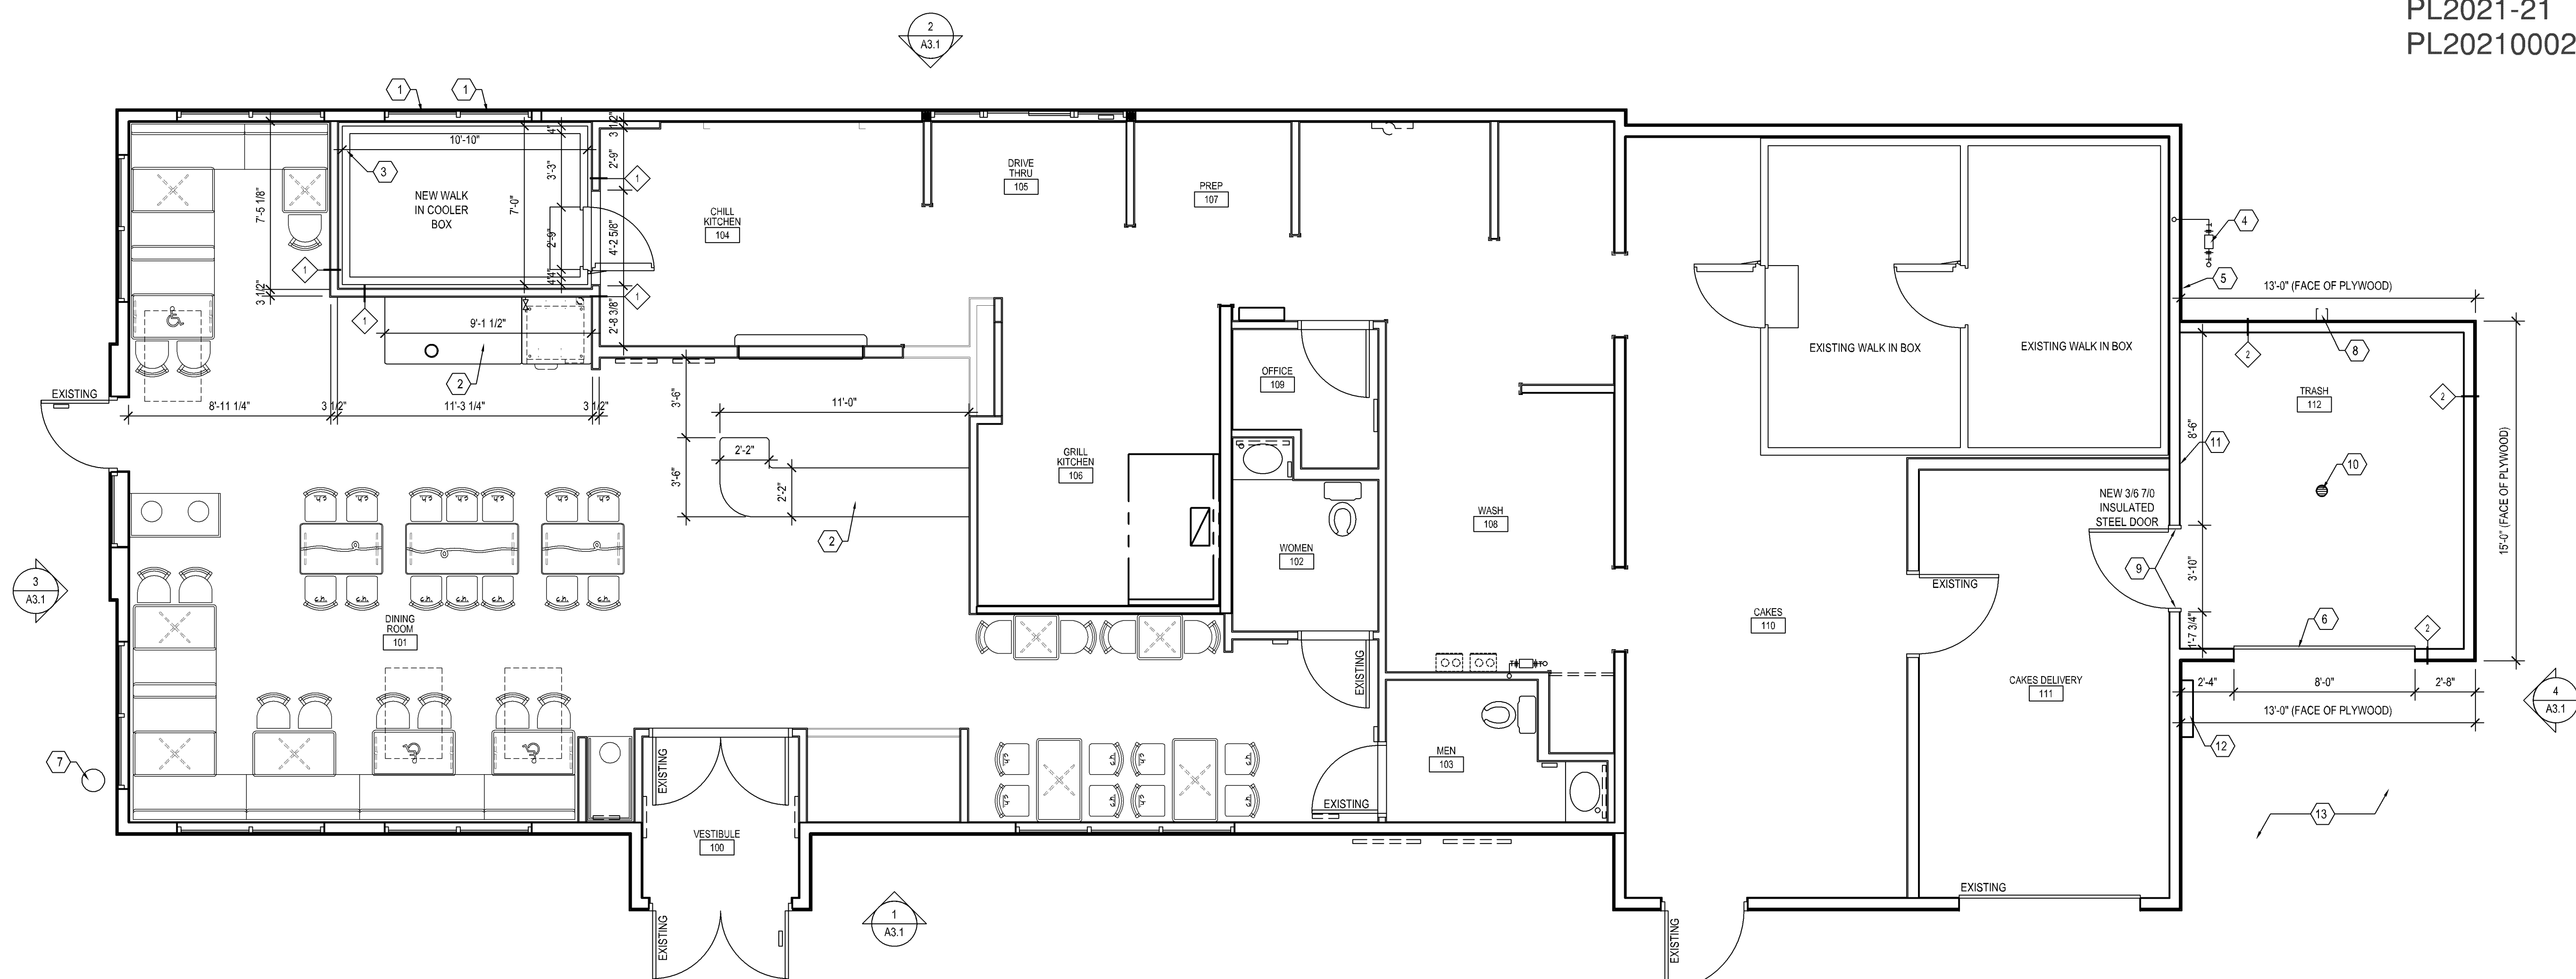 PL2021-21
PL20210002
2
A3.1
1
1
3
10'-10"
4"
3'-3"
7'-0"
2'-9"
4"
3 1/2"
2'-9"
4'-2 5/8"
2'-8 3/8"
7'-5 1/8"
3 1/2"
NEW WALK
IN COOLER
BOX
1
1
1
1
9'-1 1/2"
2
CHILL
KITCHEN
104
DRIVE
THRU
105
PREP
107
EXISTING
8'-11 1/4"
3 1/2"
11'-3 1/4"
3 1/2"
3'-6"
11'-0"
2'-2"
3'-6"
2'-2"
2
GRILL
KITCHEN
106
OFFICE
109
WOMEN
102
WASH
108
EXISTING WALK IN BOX
EXISTING WALK IN BOX
4
5
13'-0" (FACE OF PLYWOOD)
2
8
TRASH
112
2
8'-6"
11
10
15'-0" (FACE OF PLYWOOD)
NEW 3/6 7/0
INSULATED
STEEL DOOR
9
3'-10"
1'-7 3/4"
6
2
3
A3.1
DINING
ROOM
101
CAKES
110
EXISTING
CAKES DELIVERY
111
2'-4"
8'-0"
2'-8"
13'-0" (FACE OF PLYWOOD)
4
A3.1
12
13
7
EXISTING
EXISTING
EXISTING
MEN
103
VESTIBULE
100
EXISTING
EXISTING
EXISTING
1
A3.1